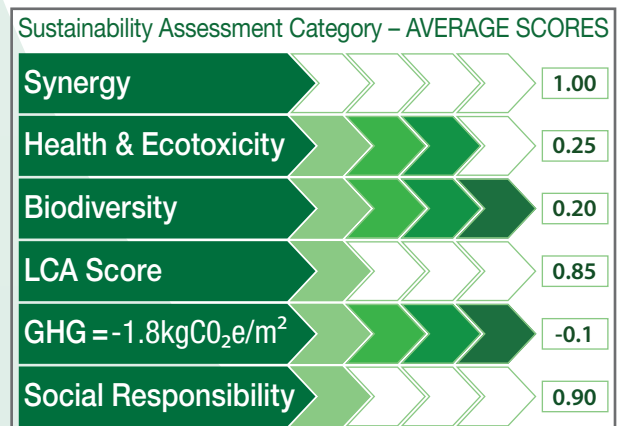 Sustainability Assessment Category – AVERAGE SCORES
Synergy 1.00
Health & Ecotoxicity 0.25
Biodiversity 0.20
LCA Score 0.85
GHG = -1.8kgC0₂e/m² -0.1
Social Responsibility 0.90